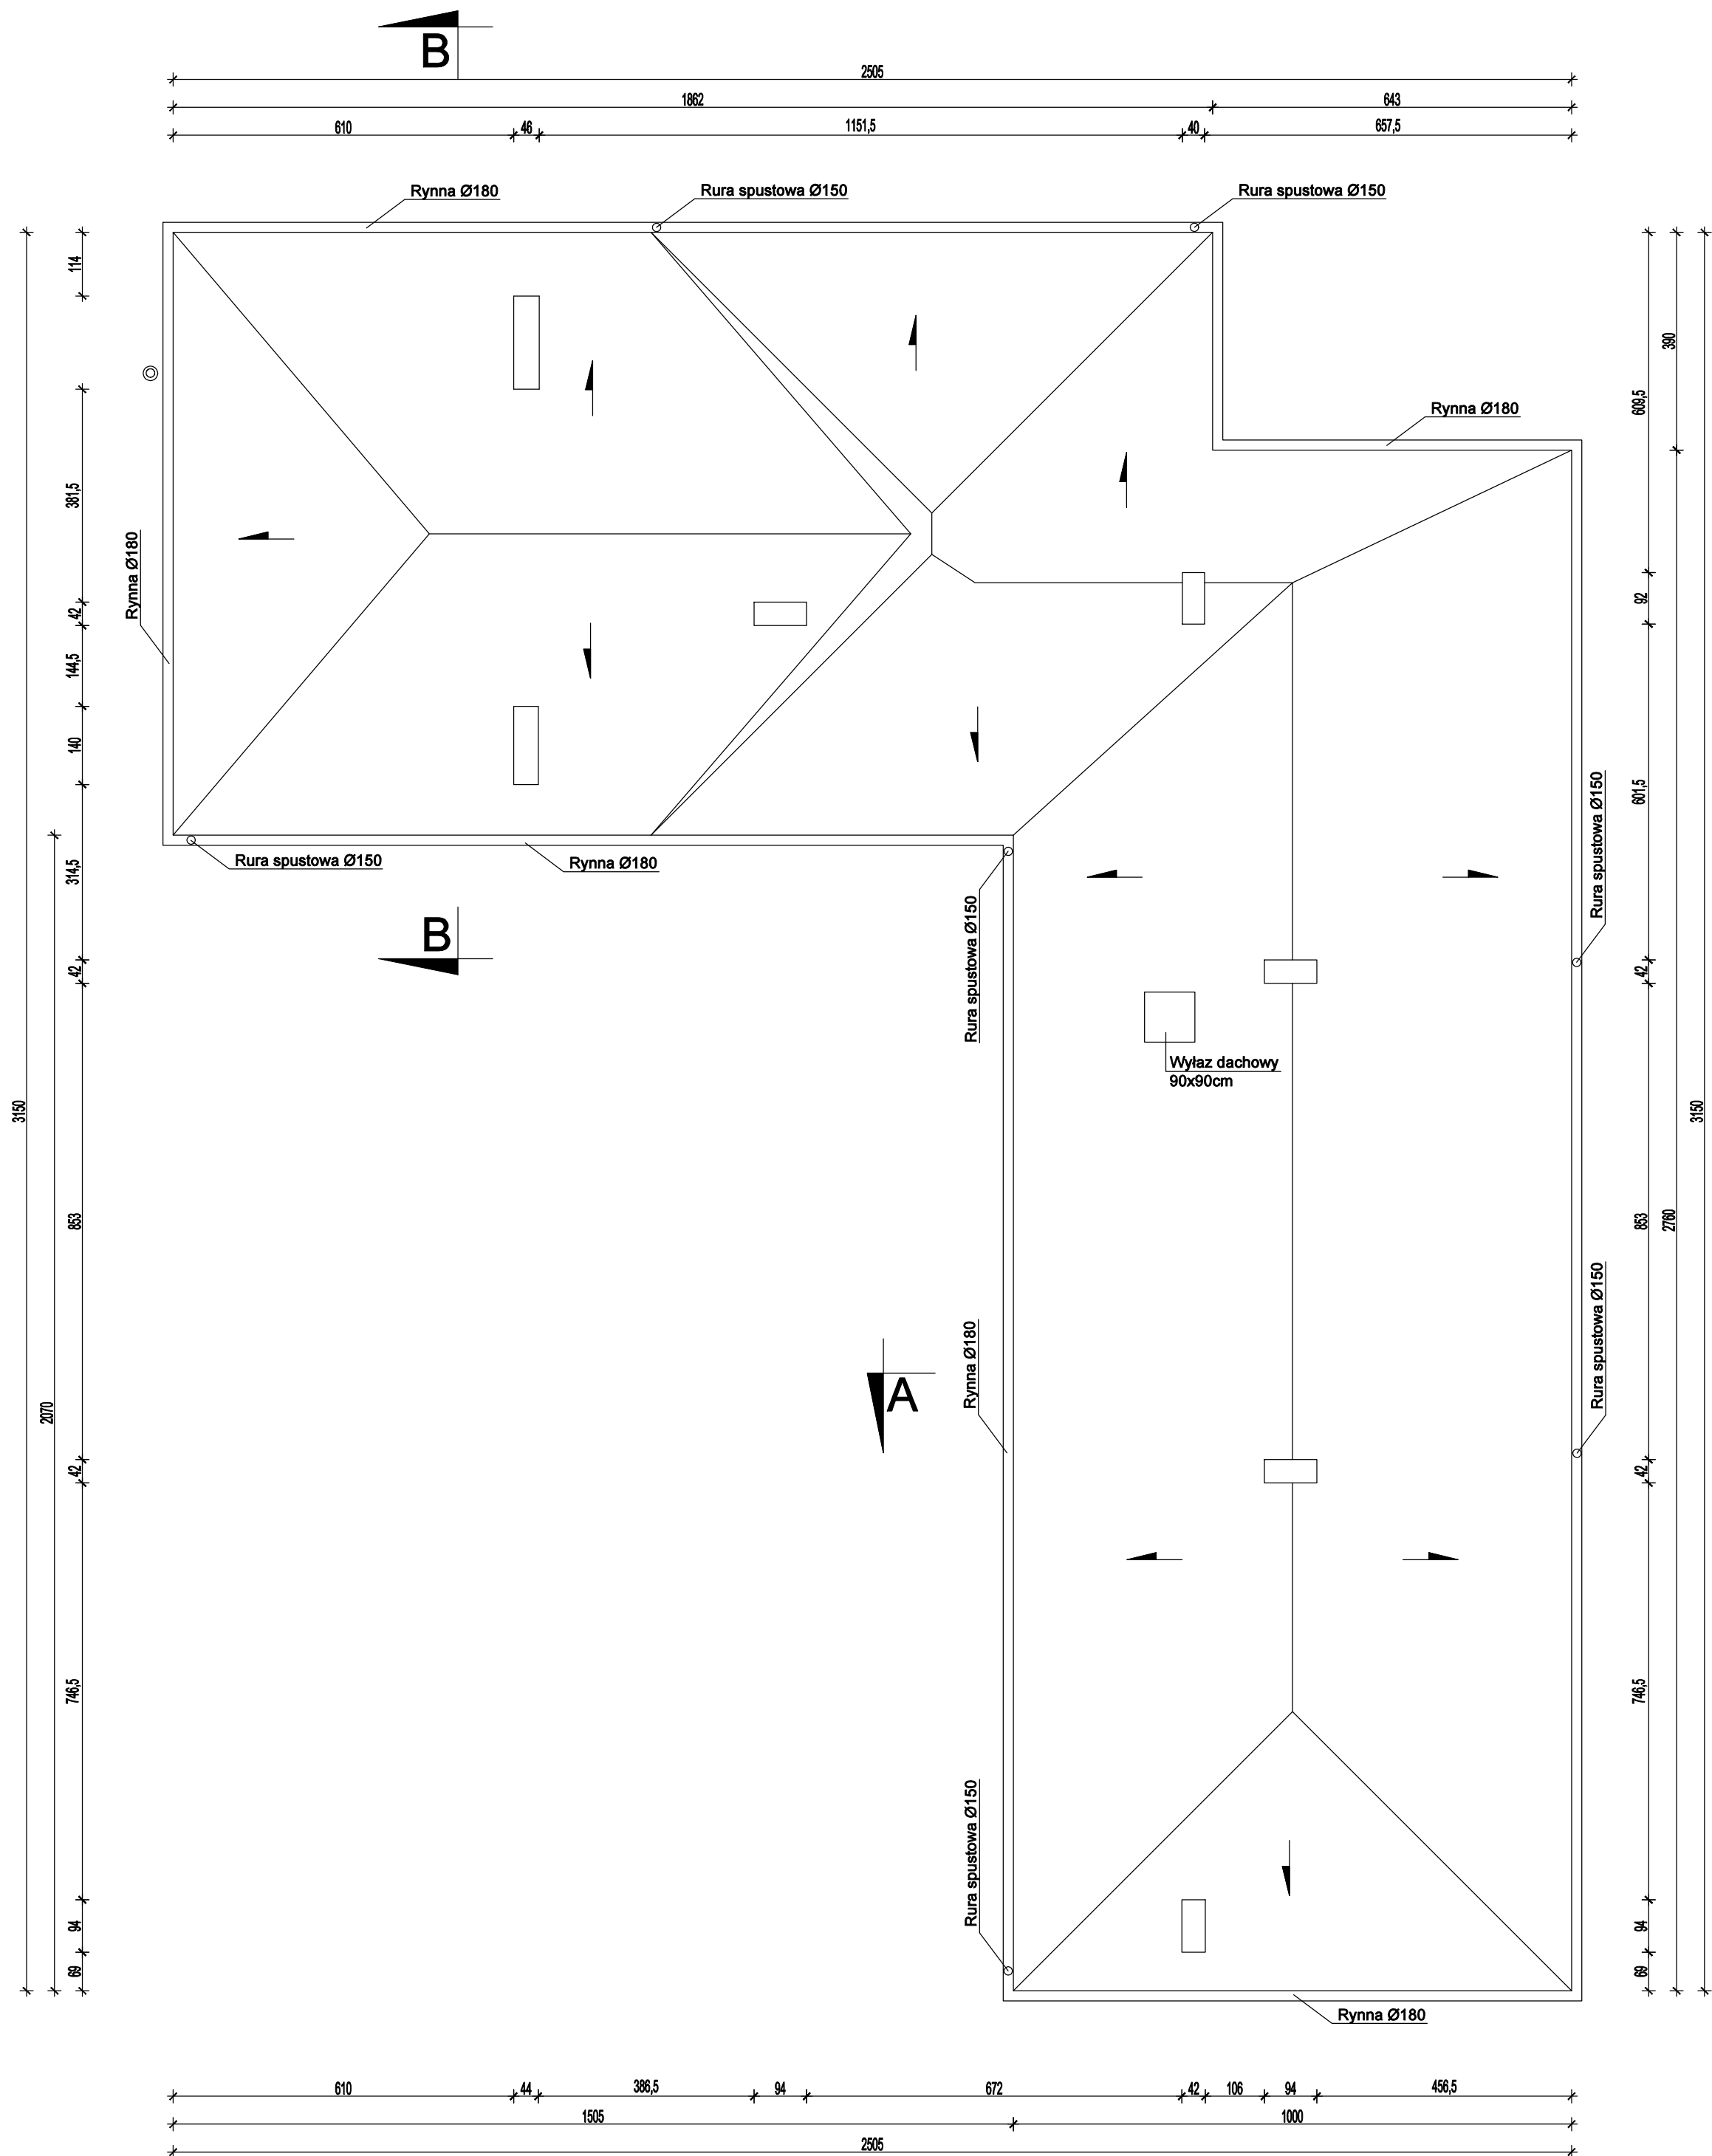 B
2505
1862
643
610
46
1151,5
40
657,5
Rynna Ø180
Rura spustowa Ø150
Rura spustowa Ø150
114
390
609,5
Rynna Ø180
381,5
Rynna Ø180
42
92
144,5
140
601,5
Rura spustowa Ø150
Rura spustowa Ø150
Rynna Ø180
314,5
B
Rura spustowa Ø150
42
42
Wyłaz dachowy
90x90cm
3150
3150
853
853
2760
Rura spustowa Ø150
Rynna Ø180
A
2070
42
42
746,5
746,5
Rura spustowa Ø150
94
94
69
69
Rynna Ø180
610
44
386,5
94
672
42
106
94
456,5
1505
1000
2505